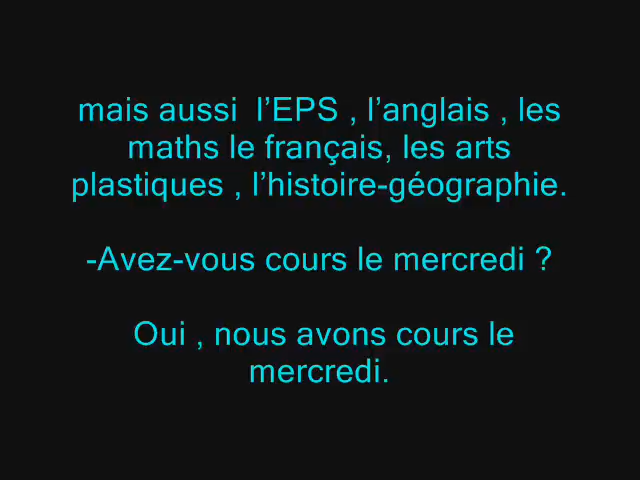 mais aussi  l’EPS , l’anglais , les
maths le français, les arts
plastiques , l’histoire-géographie.
-Avez-vous cours le mercredi ?
Oui , nous avons cours le
mercredi.